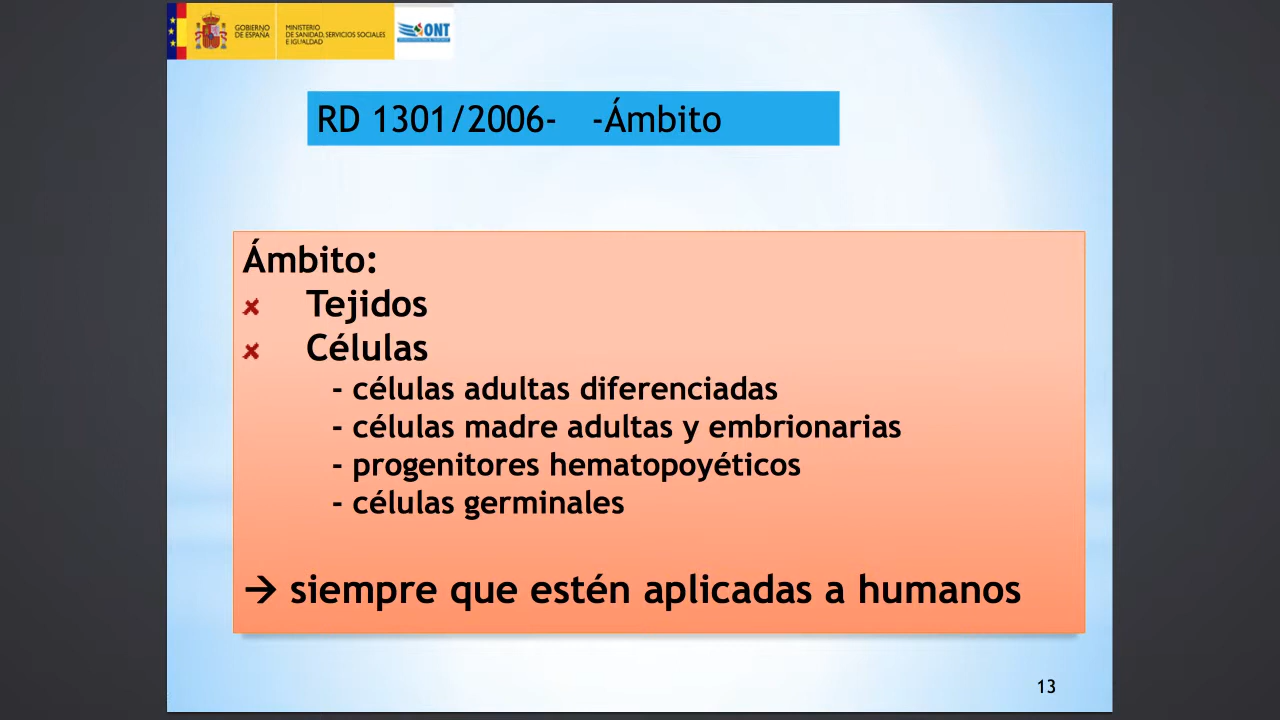 GOBIERNO
DE ESPAÑA
MINISTERIO
DE SANIDAD, SERVICIOS SOCIALES
E IGUALDAD
ONT
RD 1301/2006- -Ámbito
Ámbito:
Tejidos
Células
- células adultas diferenciadas
- células madre adultas y embrionarias
- progenitores hematopoyéticos
- células germinales
→ siempre que estén aplicadas a humanos
13